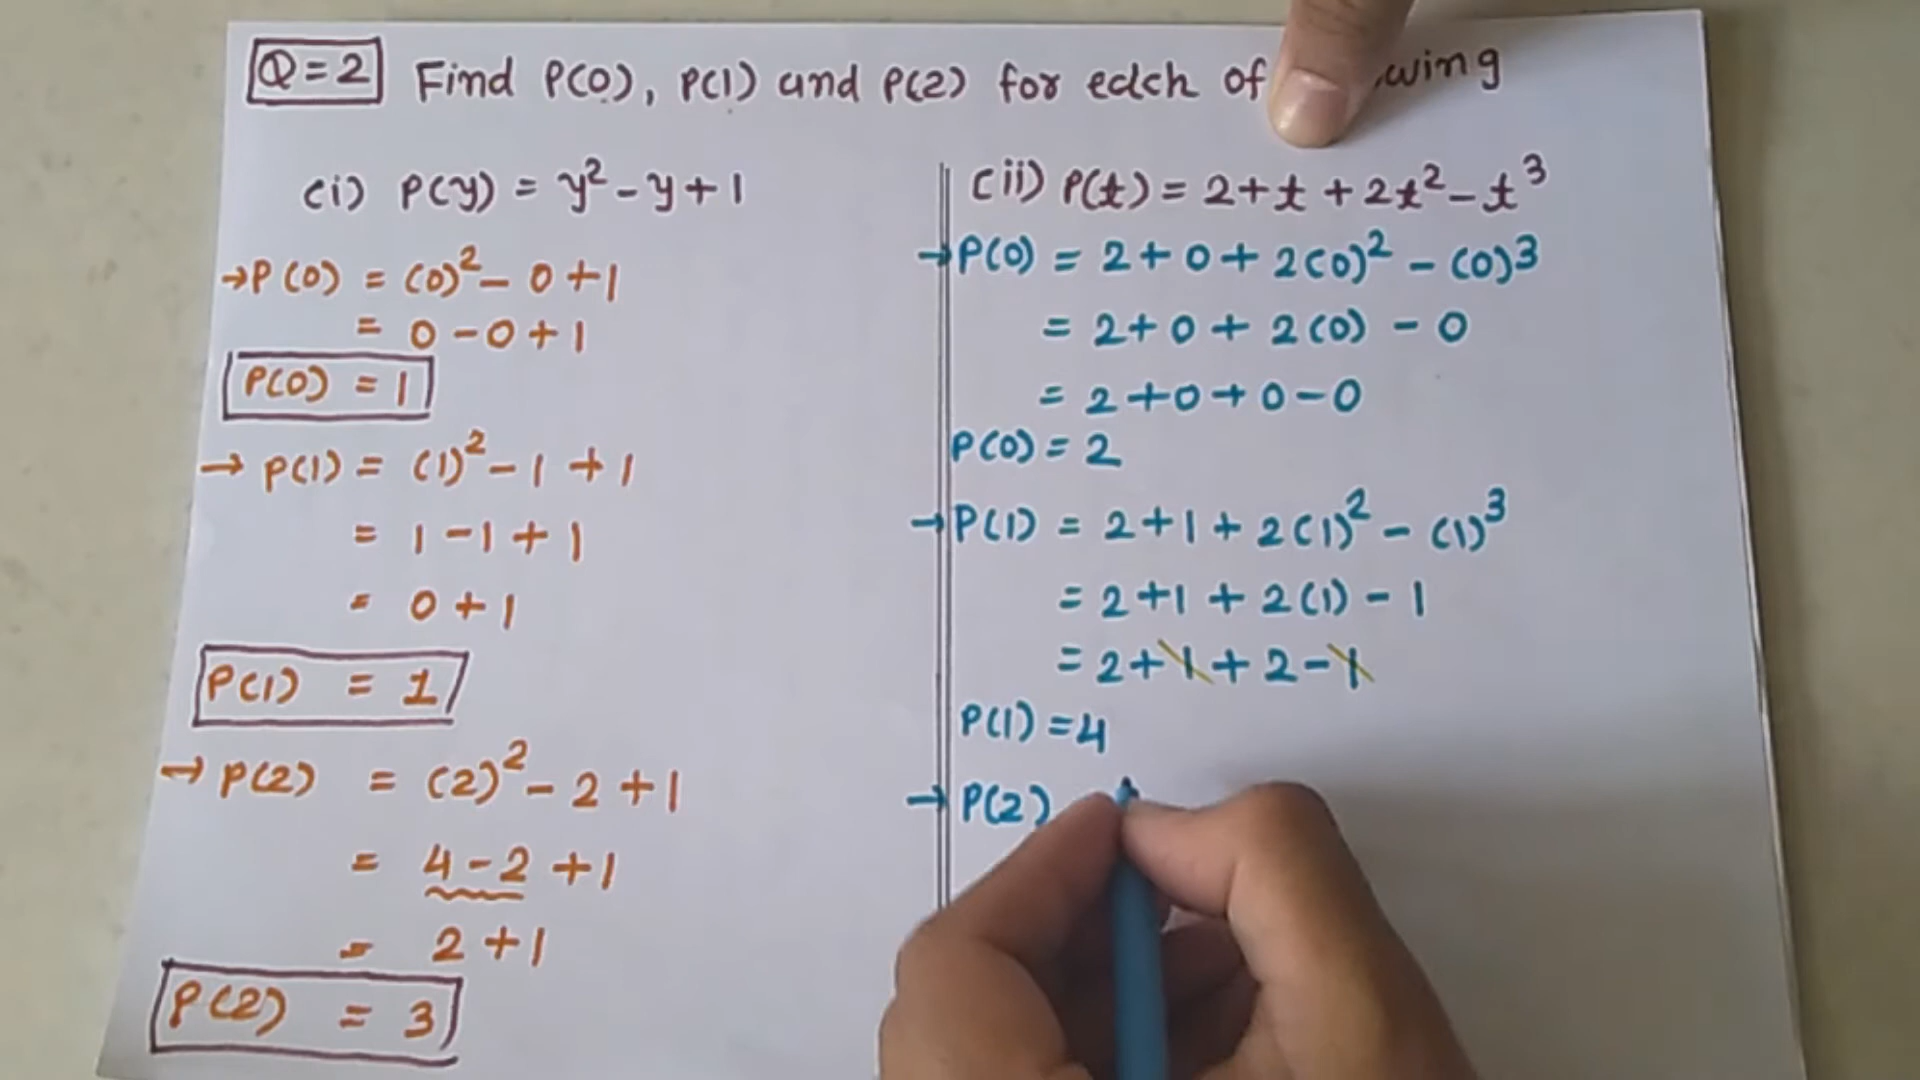 Q=2 Find P(0), P(1) and P(2) for each of
(i) P(y) = y² - y + 1
→P(0) = (0)² - 0 + 1
= 0 - 0 + 1
P(0) = 1
→ P(1) = (1)² - 1 + 1
= 1 - 1 + 1
= 0 + 1
P(1) = 1
→ P(2) = (2)² - 2 + 1
= 4 - 2 + 1
= 2 + 1
P(2) = 3
(ii) P(t) = 2 + t + 2t² - t³
→P(0) = 2 + 0 + 2(0)² - (0)³
= 2 + 0 + 2(0) - 0
= 2 + 0 + 0 - 0
P(0) = 2
→P(1) = 2 + 1 + 2(1)² - (1)³
= 2 + 1 + 2(1) - 1
= 2 + 1 + 2 - 1
P(1) = 4
→ P(2)